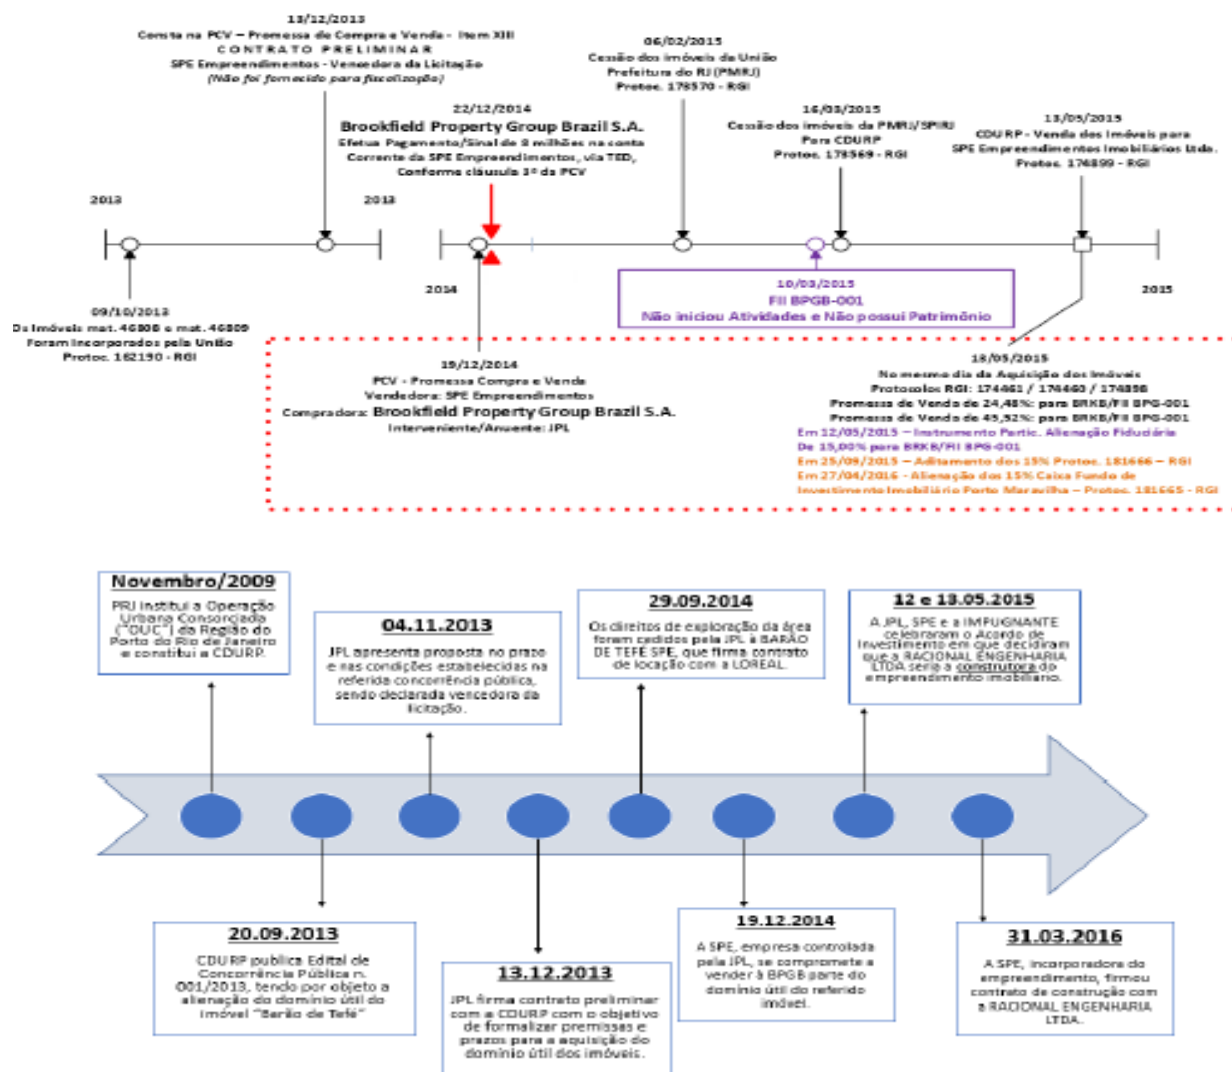 13/12/2013
Consta na PCV – Promessa de Compra e Venda - Item XIII
CONTRATO PRELIMINAR
SPE Empreendimentos - Vencedora da Licitação
(Não foi fornecido para fiscalização)
22/12/2014
Brookfield Property Group Brazil S.A.
Efetua Pagamento/Sinal de 8 milhões na conta
Corrente da SPE Empreendimentos, via TED,
Conforme cláusula 3ª da PCV
06/02/2015
Cessão dos imóveis da União
Prefeitura do RJ (PMRJ)
Protoc. 173570 - RGI
16/03/2015
Cessão dos imóveis da PMRJ/SPIRJ
Para CDURP
Protoc. 173569 - RGI
13/05/2015
CDURP - Venda dos Imóveis para
SPE Empreendimentos Imobiliários Ltda.
Protoc. 174899 - RGI
2013
2013
2014
2015
09/10/2013
Os Imóveis mat. 46808 e mat. 46809
Foram Incorporados pela União
Protoc. 162190 - RGI
10/03/2015
FII BPGB-001
Não iniciou Atividades e Não possui Patrimônio
19/12/2014
PCV - Promessa Compra e Venda
Vendedora: SPE Empreendimentos
Compradora: Brookfield Property Group Brazil S.A.
Interveniente/Anuente: JPL
13/05/2015
No mesmo dia da Aquisição dos Imóveis
Protocolos RGI: 174461 / 174460 / 174898
Promessa de Venda de 24,48%: para BRKB/FII BPG-001
Promessa de Venda de 45,52%: para BRKB/FII BPG-001
Em 12/05/2015 – Instrumento Partic. Alienação Fiduciária
De 15,00% para BRKB/FII BPG-001
Em 25/09/2015 – Aditamento dos 15% Protoc. 181666 – RGI
Em 27/04/2016 - Alienação dos 15% Caixa Fundo de
Investimento Imobiliário Porto Maravilha – Protoc. 181665 - RGI
Novembro/2009
PRJ institui a Operação
Urbana Consorciada
("OUC") da Região do
Porto do Rio de Janeiro
e constitui a CDURP.
04.11.2013
JPL apresenta proposta no prazo
e nas condições estabelecidas na
referida concorrência pública,
sendo declarada vencedora da
licitação.
29.09.2014
Os direitos de exploração da área
foram cedidos pela JPL à BARÃO
DE TEFÉ SPE, que firma contrato
de locação com a LOREAL.
12 e 13.05.2015
A JPL, SPE e a IMPUGNANTE
celebraram o Acordo de
Investimento em que decidiram
que a RACIONAL ENGENHARIA
LTDA seria a construtora do
empreendimento imobiliário.
20.09.2013
CDURP publica Edital de
Concorrência Pública n.
001/2013, tendo por objeto a
alienação do domínio útil do
imóvel "Barão de Tefé"
13.12.2013
JPL firma contrato preliminar
com a CDURP com o objetivo
de formalizar premissas e
prazos para a aquisição do
domínio útil dos imóveis.
19.12.2014
A SPE, empresa controlada
pela JPL, se compromete a
vender à BPGB parte do
domínio útil do referido
imóvel.
31.03.2016
A SPE, incorporadora do
empreendimento, firmou
contrato de construção com
a RACIONAL ENGENHARIA
LTDA.